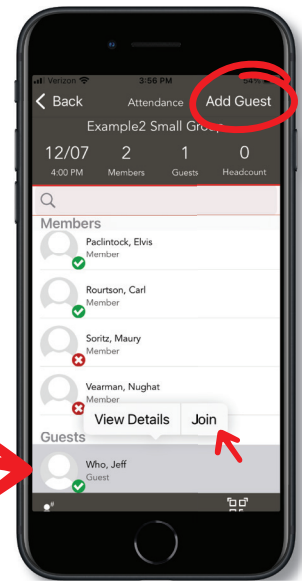 Verizon 3:56 PM 54%
Back Attendance Add Guest
Example2 Small Group
12/07 2 1 0
4:00 PM Members Guests Headcount
Members
Paclintock, Elvis
Member
Rourtson, Carl
Member
Soritz, Maury
Member
Vearman, Nughat
Member
View Details Join
Guests
Who, Jeff
Guest